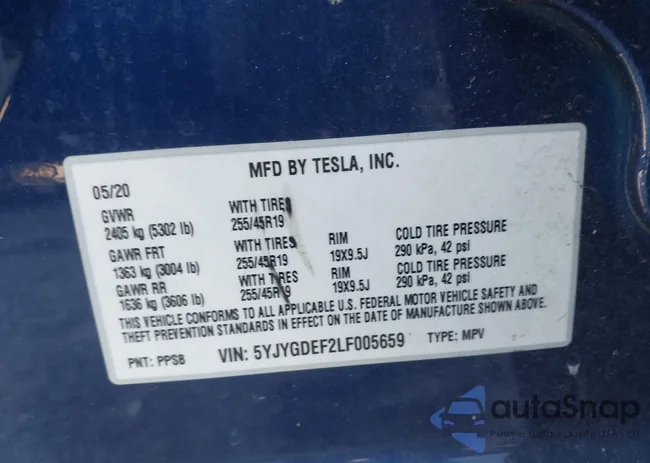 MFD BY TESLA, INC.
05/20
GVWR WITH TIRES
2405 kg (5302 lb) 255/45R19
GAWR FRT WITH TIRES RIM COLD TIRE PRESSURE
1363 kg (3004 lb) 255/45R19 19X9.5J 290 kPa, 42 psi
GAWR RR WITH TIRES RIM COLD TIRE PRESSURE
1636 kg (3606 lb) 255/45R19 19X9.5J 290 kPa, 42 psi
THIS VEHICLE CONFORMS TO ALL APPLICABLE U.S. FEDERAL MOTOR VEHICLE SAFETY AND
THEFT PREVENTION STANDARDS IN EFFECT ON THE DATE OF MANUFACTURE SHOWN ABOVE.
PNT: PPSB VIN: 5YJYGDEF2LF005659 TYPE: MPV
autoSnap